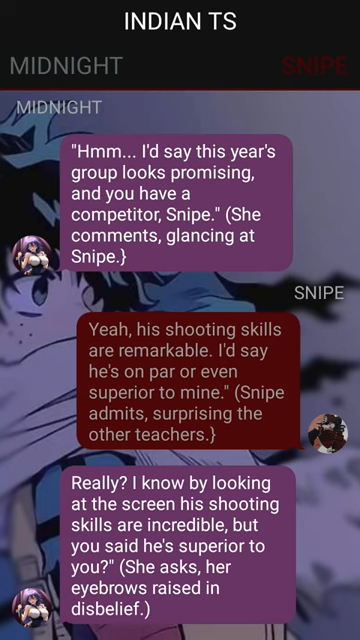 INDIAN TS
MIDNIGHT
SNIPE
MIDNIGHT
"Hmm... I'd say this year's
group looks promising,
and you have a
competitor, Snipe." (She
comments, glancing at
Snipe.}
SNIPE
Yeah, his shooting skills
are remarkable. I'd say
he's on par or even
superior to mine." (Snipe
admits, surprising the
other teachers.}
Really? I know by looking
at the screen his shooting
skills are incredible, but
you said he's superior to
you?" (She asks, her
eyebrows raised in
disbelief.)